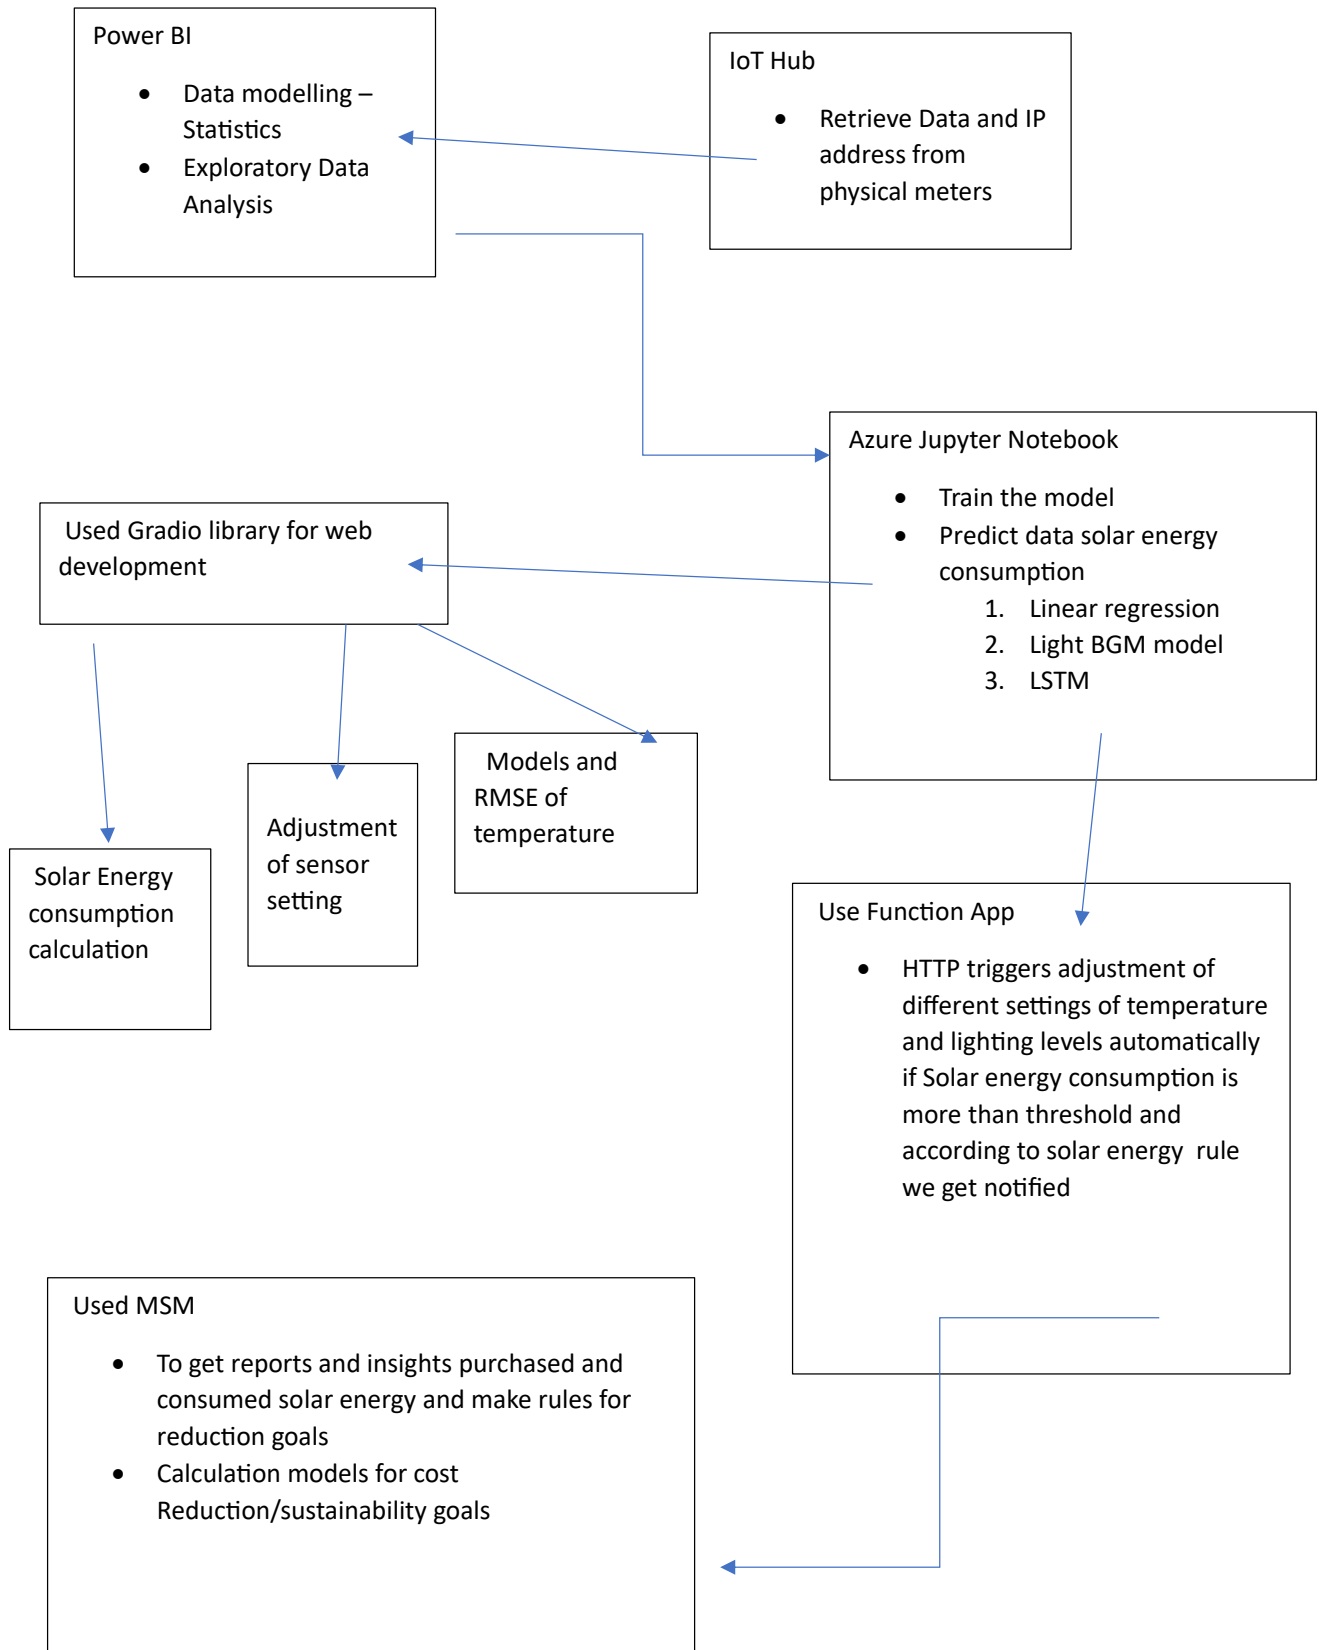 Power BI
• Data modelling –
Statistics
• Exploratory Data
Analysis
IoT Hub
• Retrieve Data and IP
address from
physical meters
Azure Jupyter Notebook
• Train the model
• Predict data solar energy
consumption
1. Linear regression
2. Light BGM model
3. LSTM
Used Gradio library for web
development
Models and
RMSE of
temperature
Adjustment
of sensor
setting
Solar Energy
consumption
calculation
Use Function App
• HTTP triggers adjustment of
different settings of temperature
and lighting levels automatically
if Solar energy consumption is
more than threshold and
according to solar energy rule
we get notified
Used MSM
• To get reports and insights purchased and
consumed solar energy and make rules for
reduction goals
• Calculation models for cost
Reduction/sustainability goals